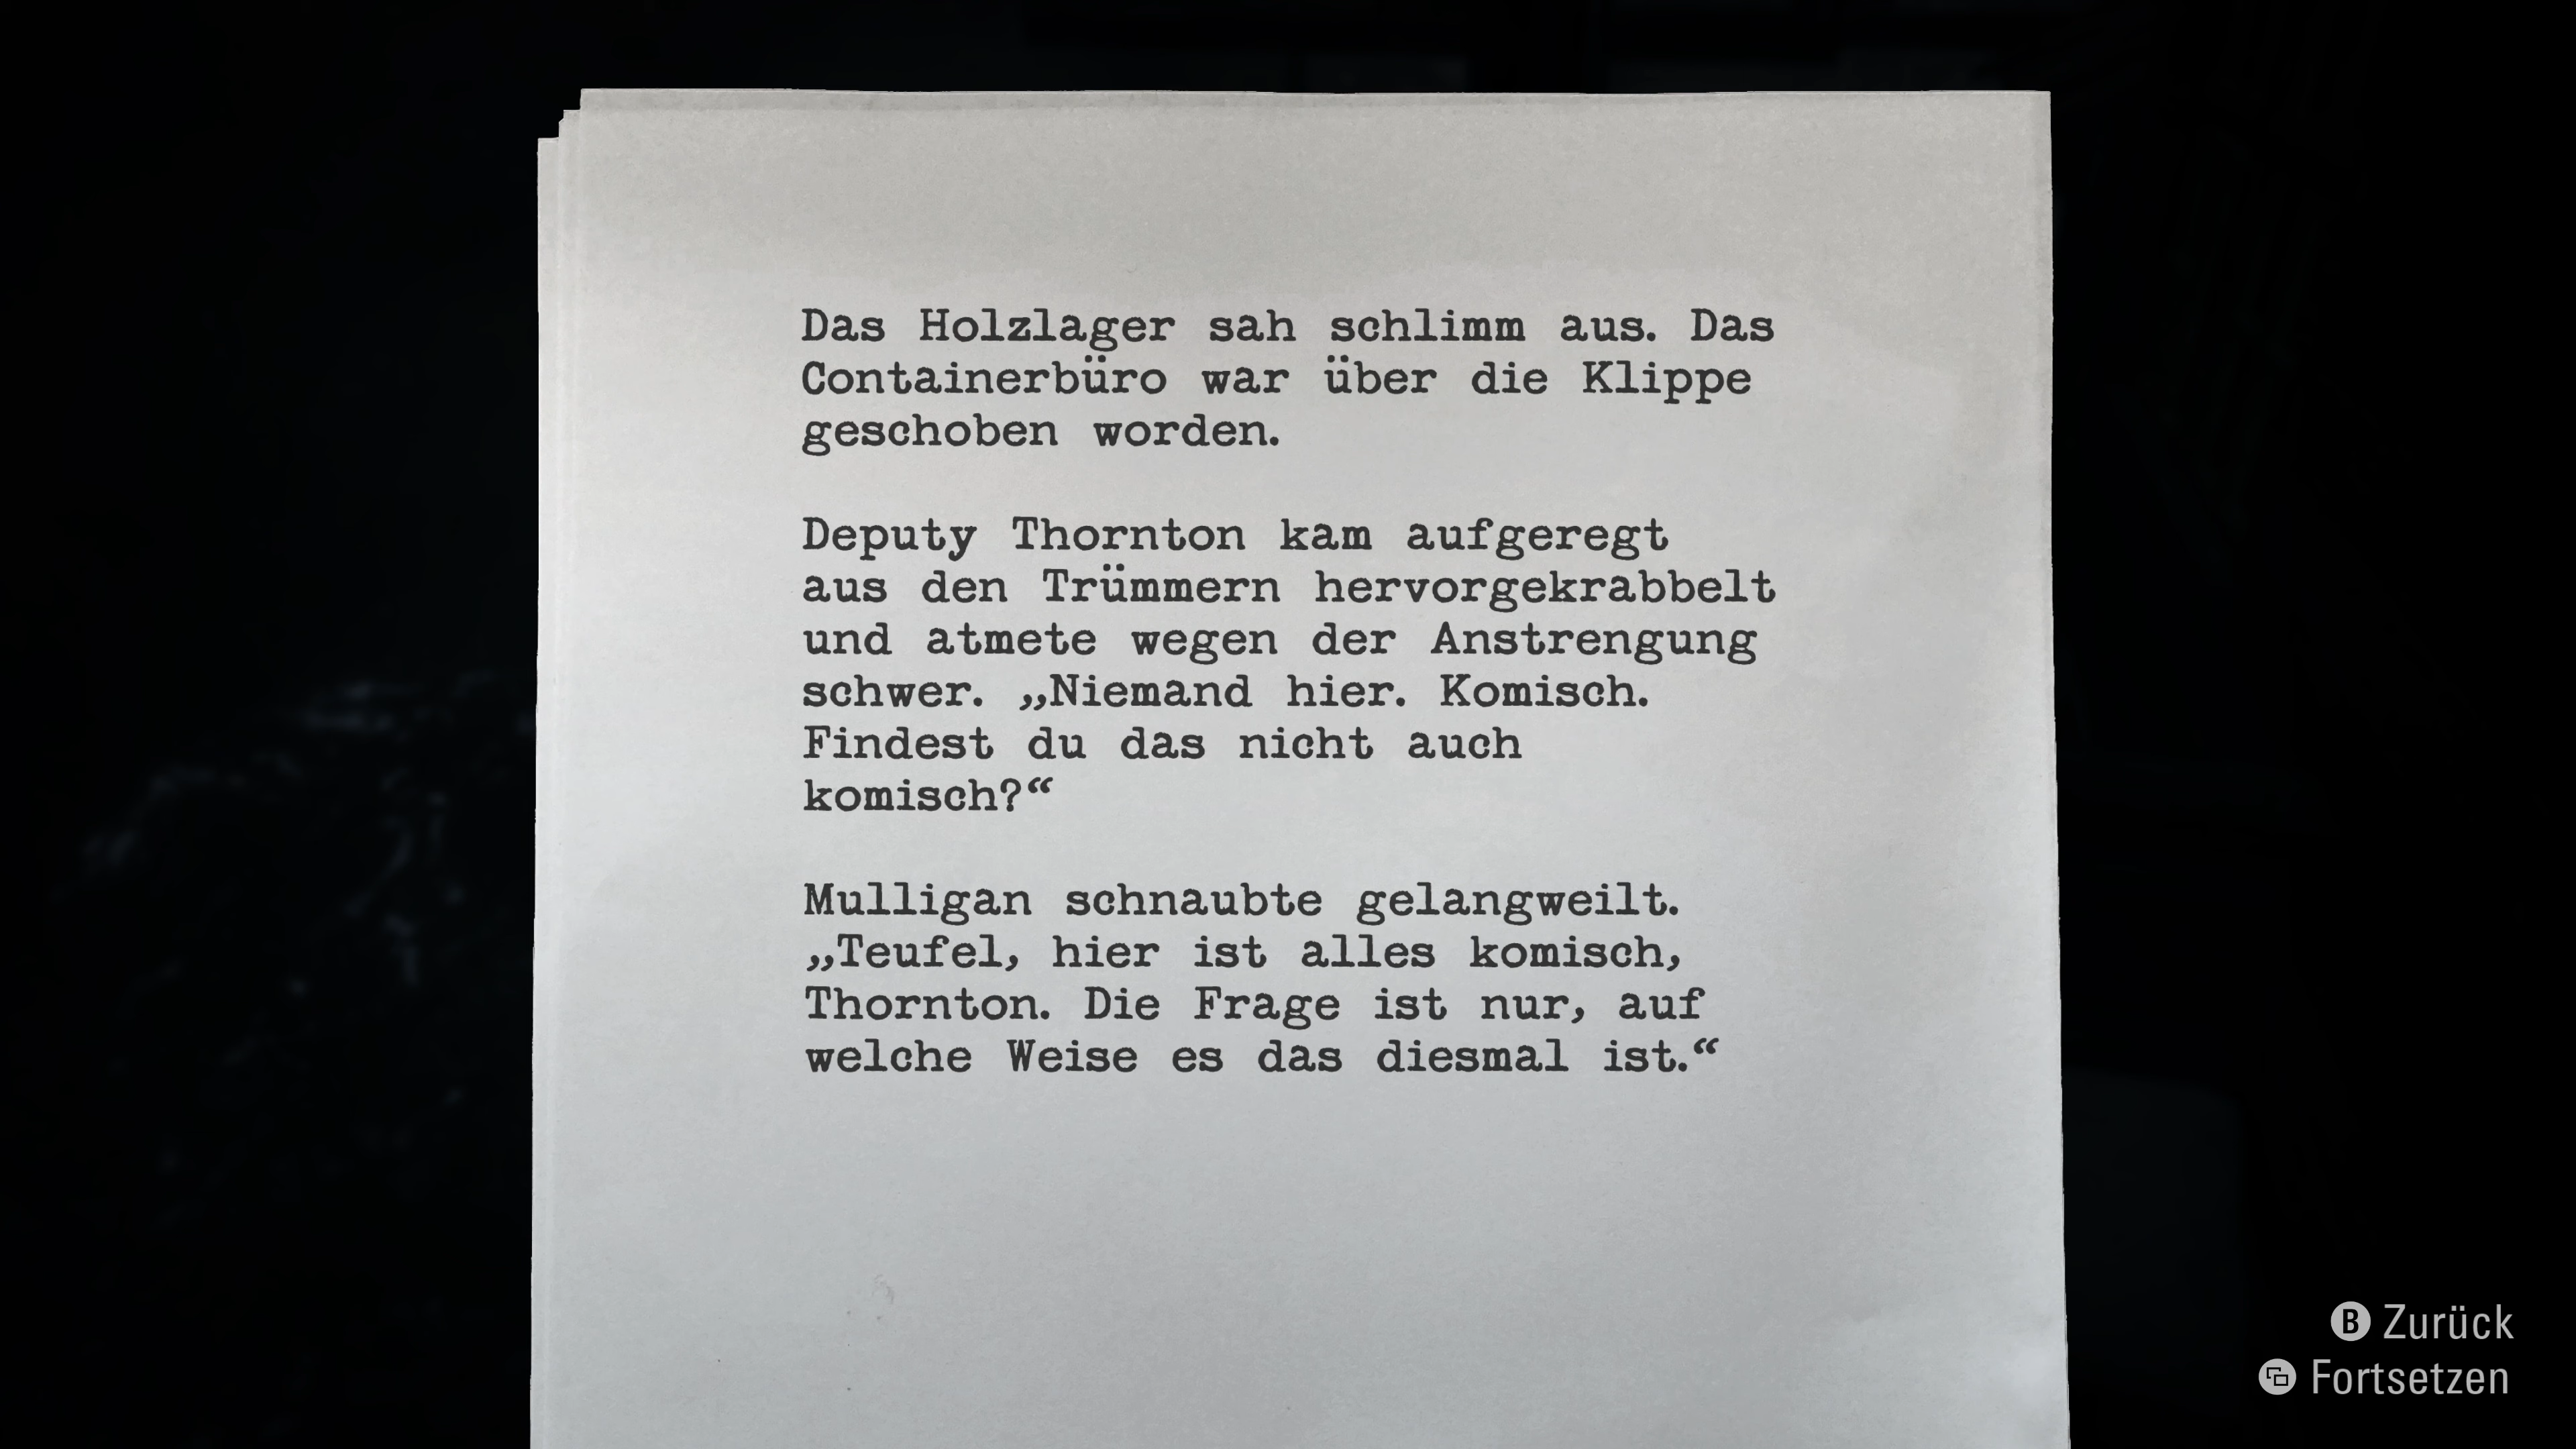 Das Holzlager sah schlimm aus. Das
Containerbüro war über die Klippe
geschoben worden.
Deputy Thornton kam aufgeregt
aus den Trümmern hervorgekrabbelt
und atmete wegen der Anstrengung
schwer. „Niemand hier. Komisch.
Findest du das nicht auch
komisch?“
Mulligan schnaubte gelangweilt.
„Teufel, hier ist alles komisch,
Thornton. Die Frage ist nur, auf
welche Weise es das diesmal ist.“
B Zurück
Fortsetzen